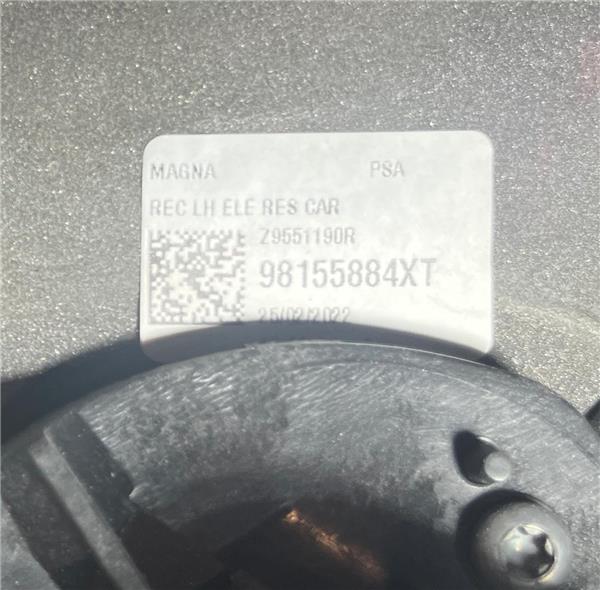 MAGNA PSA
REC LH ELE RES CAR
Z9551190R
98155884XT
25/02/2022